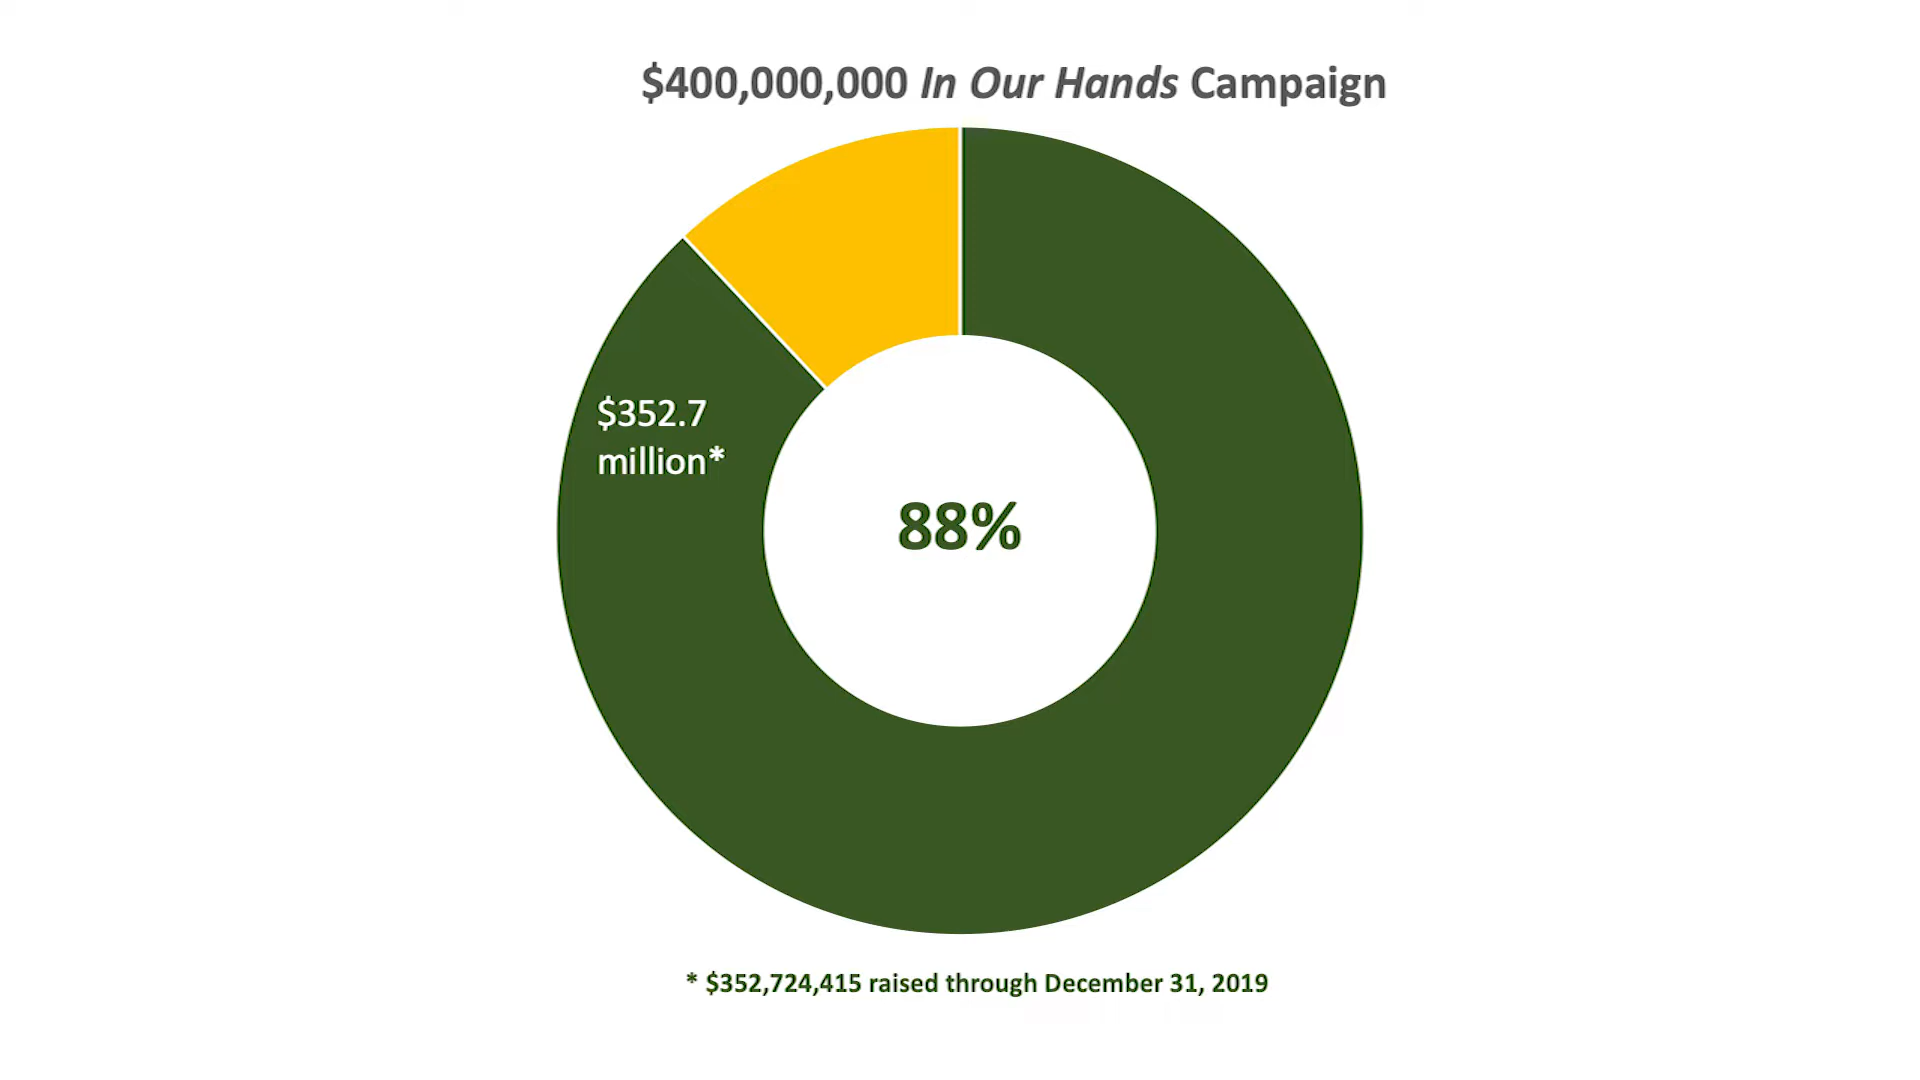 $400,000,000 In Our Hands Campaign
$352.7
million*
88%
* $352,724,415 raised through December 31, 2019